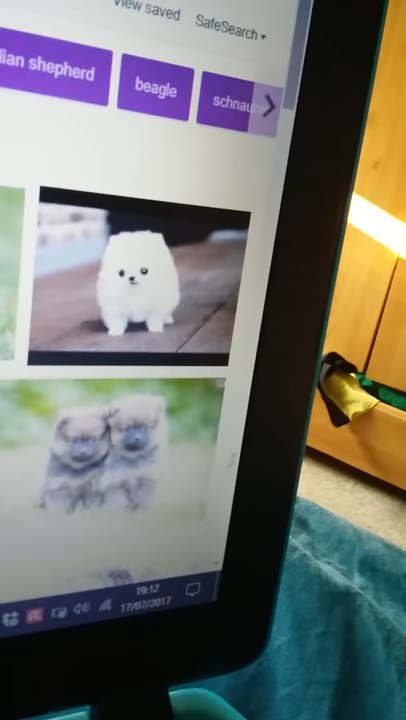 View saved
SafeSearch
lian shepherd
beagle
schnau
19:12
17/07/2017